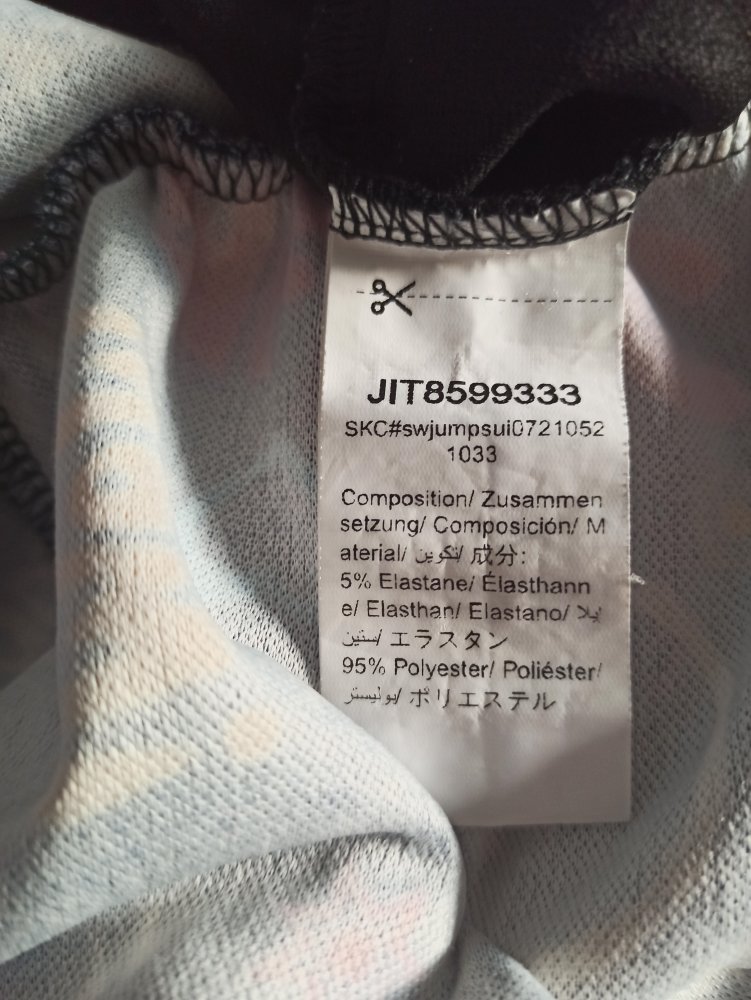 JIT8599333
SKC#swjumpsui0721052
1033
Composition/ Zusammen
setzung/ Composición/ M
aterial/ تكوين/ 成分:
5% Elastane/ Élasthann
e/ Elasthan/ Elastano/ إيلا
ستين/ エラスタン
95% Polyester/ Poliéster/
بوليستر/ ポリエステル